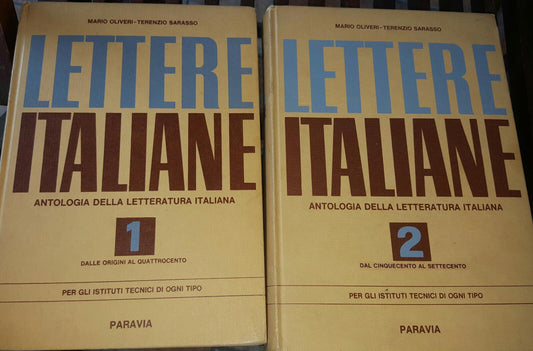 MARIO OLIVERI-TERENZIO SARASSO
LETTERE
ITALIANE
ANTOLOGIA DELLA LETTERATURA ITALIANA
1
DALLE ORIGINI AL QUATTROCENTO
PER GLI ISTITUTI TECNICI DI OGNI TIPO
PARAVIA
MARIO OLIVERI-TERENZIO SARASSO
LETTERE
ITALIANE
ANTOLOGIA DELLA LETTERATURA ITALIANA
2
DAL CINQUECENTO AL SETTECENTO
PER GLI ISTITUTI TECNICI DI OGNI TIPO
PARAVIA